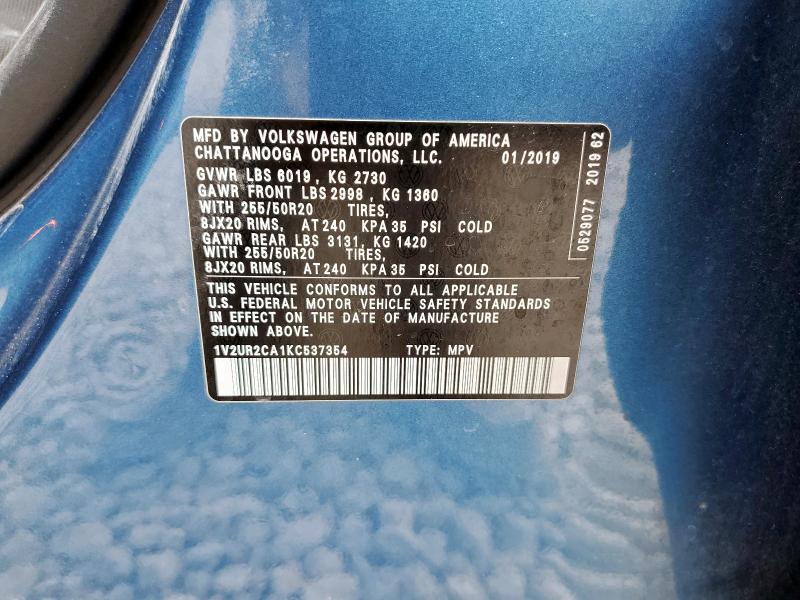 MFD BY VOLKSWAGEN GROUP OF AMERICA
CHATTANOOGA OPERATIONS, LLC. 01/2019
GVWR LBS 6019 , KG 2730
GAWR FRONT LBS 2998 , KG 1360
WITH 255/50R20 TIRES,
8JX20 RIMS, AT 240 KPA 35 PSI COLD
GAWR REAR LBS 3131, KG 1420
WITH 255/50R20 TIRES,
8JX20 RIMS, AT 240 KPA 35 PSI COLD
THIS VEHICLE CONFORMS TO ALL APPLICABLE
U.S. FEDERAL MOTOR VEHICLE SAFETY STANDARDS
IN EFFECT ON THE DATE OF MANUFACTURE
SHOWN ABOVE.
1V2UR2CA1KC537354 TYPE: MPV
0529077 2019 62